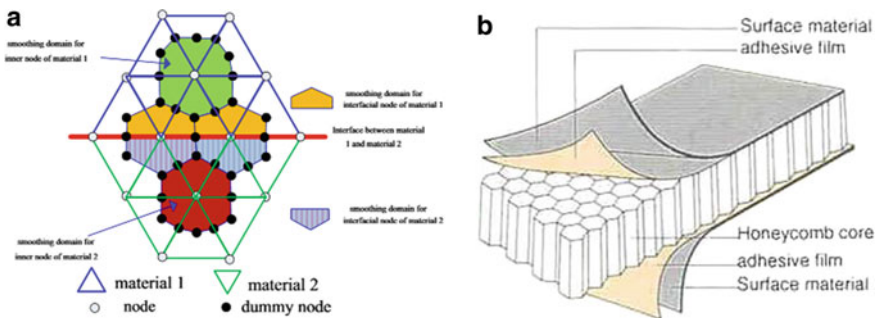 a
smoothing domain for
inner node of material 1
smoothing domain for
interfacial node of material 1
Interface between material
1 and material 2
smoothing domain for
interfacial node of material 2
smoothing domain for
inner node of material 2
material 1
material 2
node
dummy node
b
Surface material
adhesive film
Honeycomb core
adhesive film
Surface material